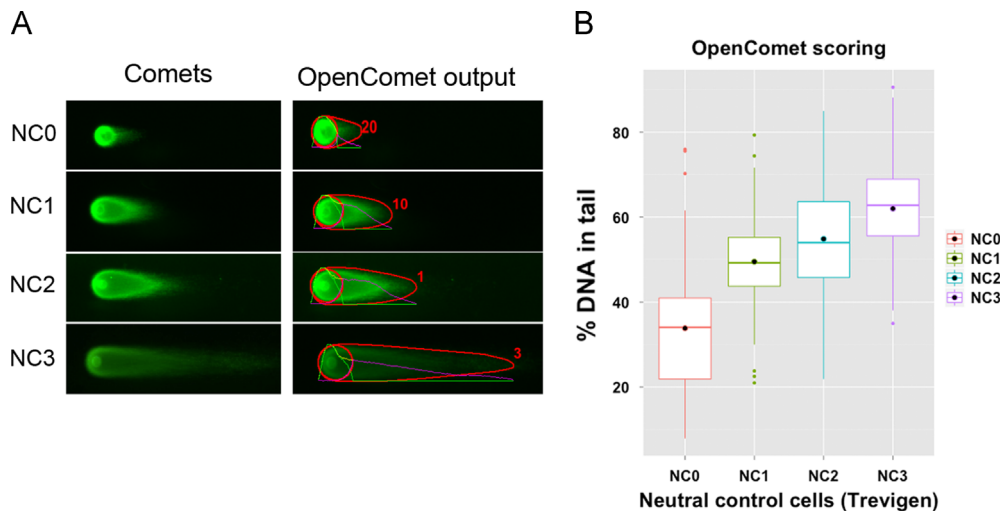 A
Comets
OpenComet output
NC0
20
NC1
10
NC2
1
NC3
3
B
OpenComet scoring
% DNA in tail
80
60
40
20
NC0
NC1
NC2
NC3
NC0 NC1 NC2 NC3
Neutral control cells (Trevigen)